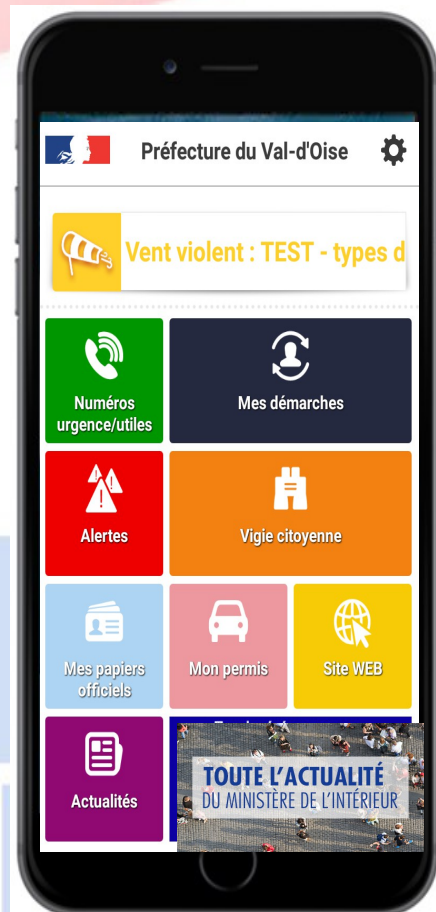 Préfecture du Val-d'Oise
Vent violent : TEST - types d
Numéros
urgence/utiles
Mes démarches
Alertes
Vigie citoyenne
Mes papiers
officiels
Mon permis
Site WEB
Actualités
TOUTE L'ACTUALITÉ
DU MINISTÈRE DE L'INTÉRIEUR